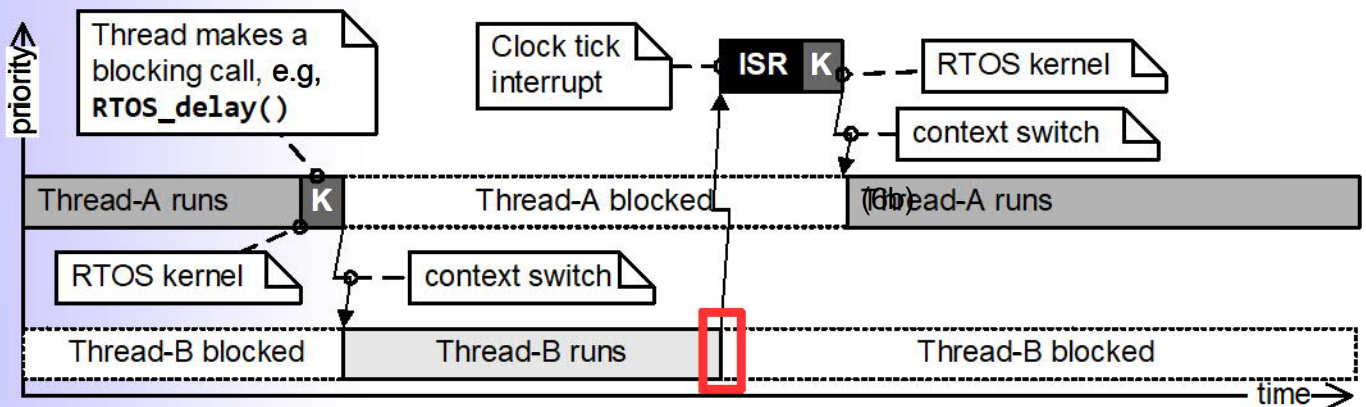 priority
Thread makes a
blocking call, e.g,
RTOS_delay()
Clock tick
interrupt
ISR K
RTOS kernel
context switch
Thread-A runs
K
Thread-A blocked
(6b)
Thread-A runs
RTOS kernel
context switch
Thread-B blocked
Thread-B runs
Thread-B blocked
time